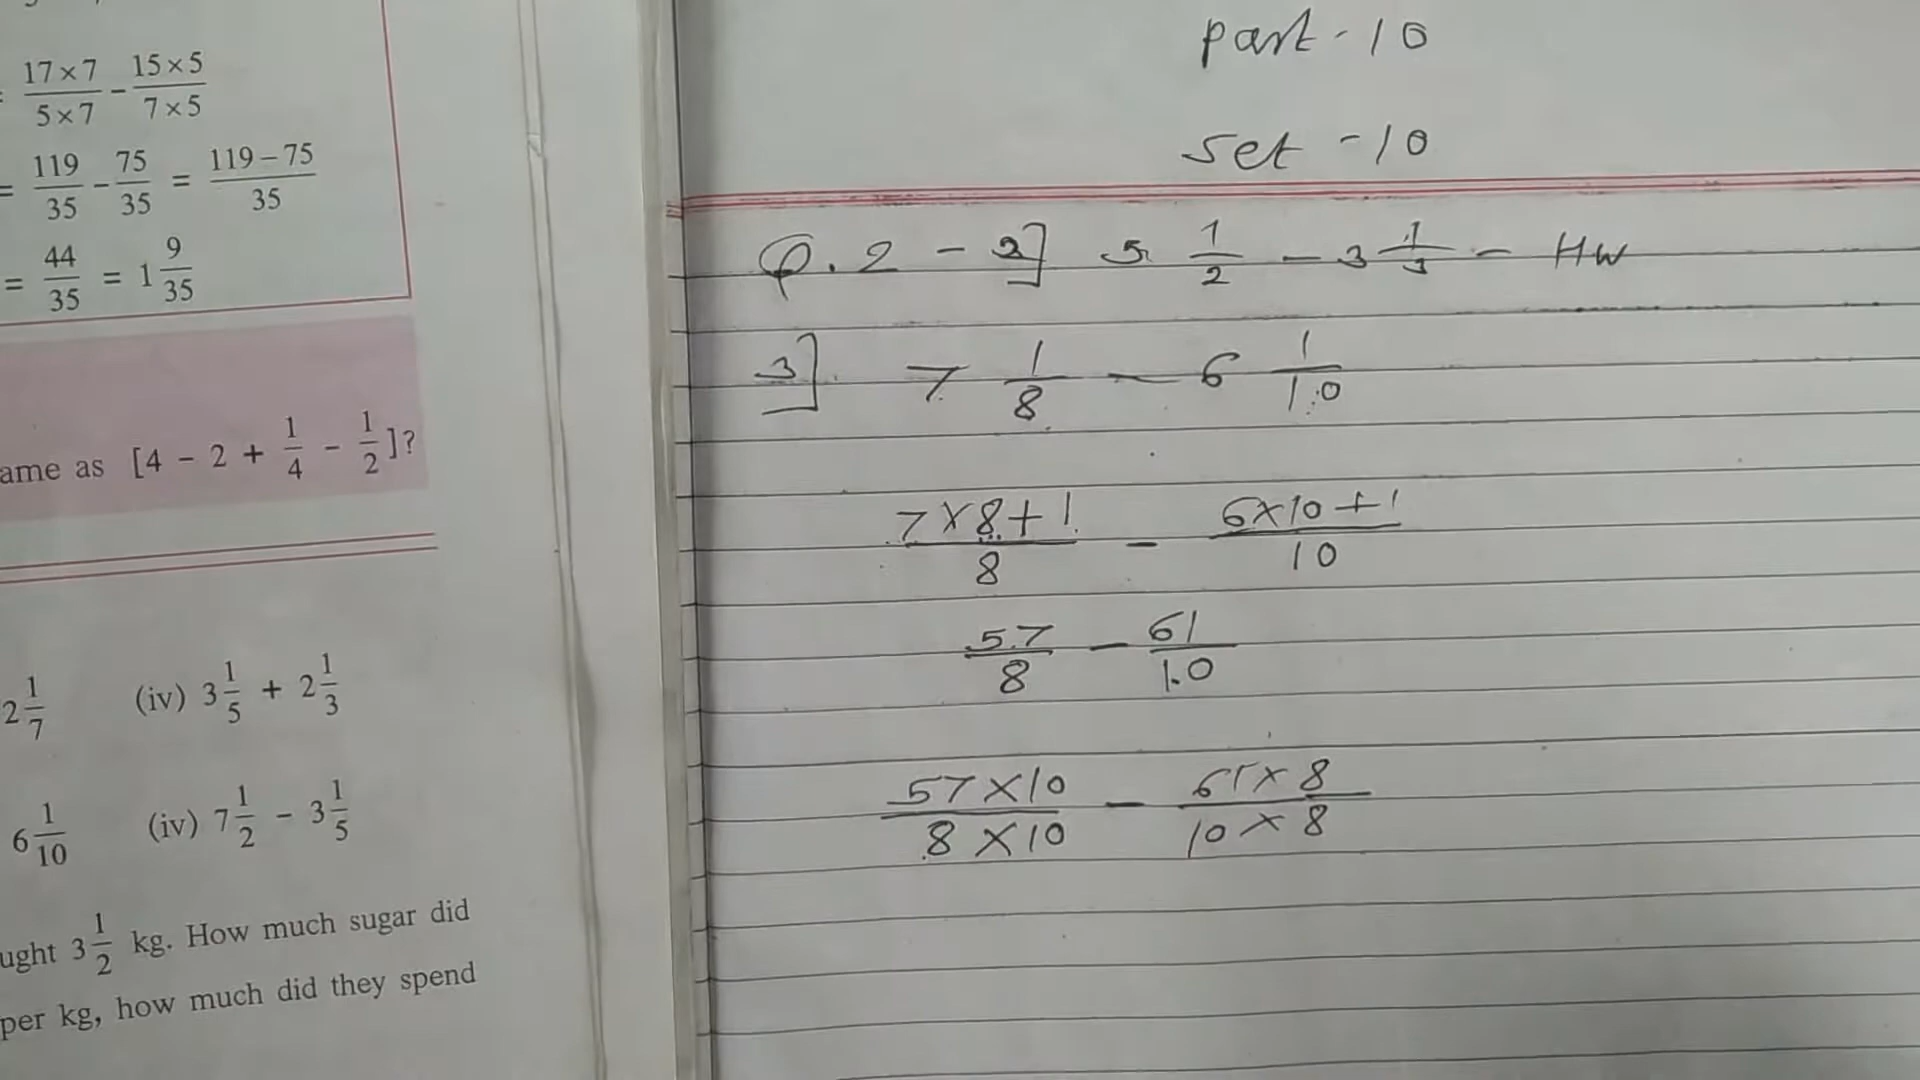 = 17×7/5×7 - 15×5/7×5
= 119/35 - 75/35 = 119-75/35
= 44/35 = 1 9/35
ame as [4 - 2 + 1/4 - 1/2]?
2 1/7 (iv) 3 1/5 + 2 1/3
6 1/10 (iv) 7 1/2 - 3 1/5
ught 3 1/2 kg. How much sugar did
per kg, how much did they spend
part - 10
set - 10
Q.2 - 2] 5 1/2 - 3 1/3 - HW
3] 7 1/8 - 6 1/10
7×8+1/8 - 6×10+1/10
57/8 - 61/10
57×10/8×10 - 61×8/10×8